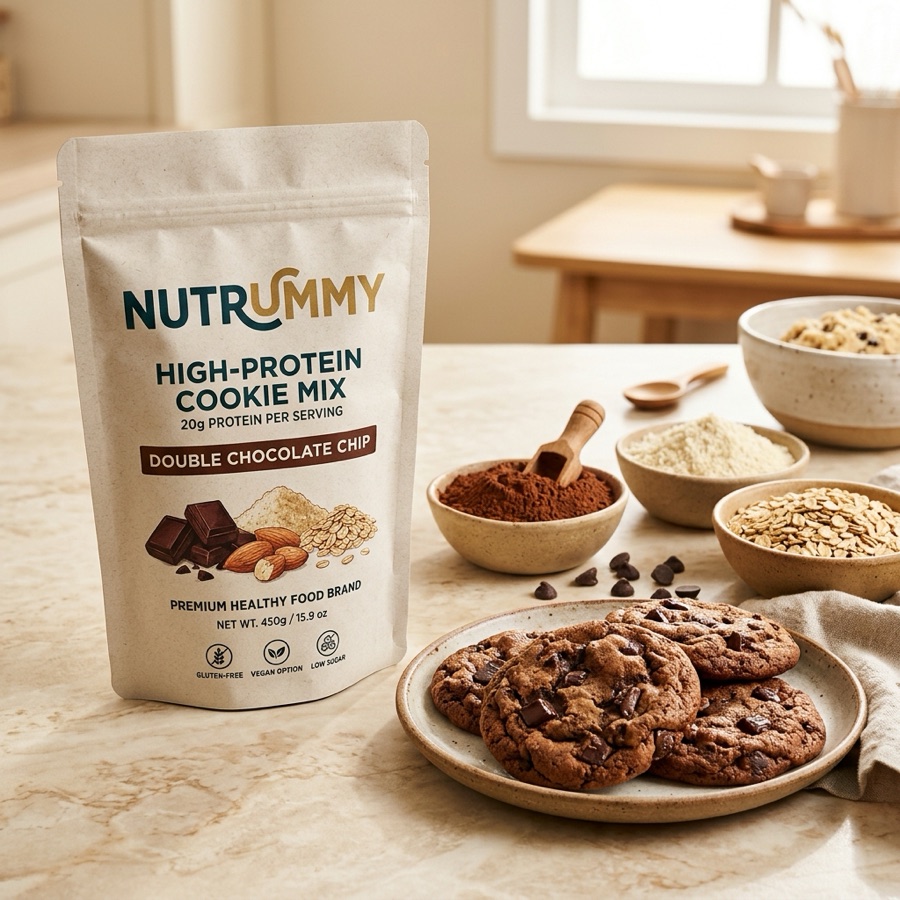 NUTRUMMY
HIGH-PROTEIN
COOKIE MIX
20g PROTEIN PER SERVING
DOUBLE CHOCOLATE CHIP
PREMIUM HEALTHY FOOD BRAND
NET WT. 450g / 15.9 oz
GLUTEN-FREE VEGAN OPTION LOW SUGAR